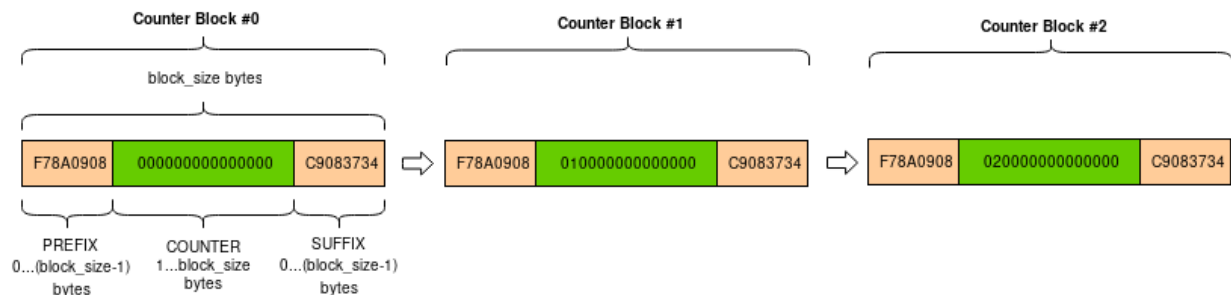 Counter Block #0
Counter Block #1
Counter Block #2
block_size bytes
F78A0908 000000000000000 C9083734
F78A0908 010000000000000 C9083734
F78A0908 020000000000000 C9083734
PREFIX
0...(block_size-1)
bytes
COUNTER
1...block_size
bytes
SUFFIX
0...(block_size-1)
bytes